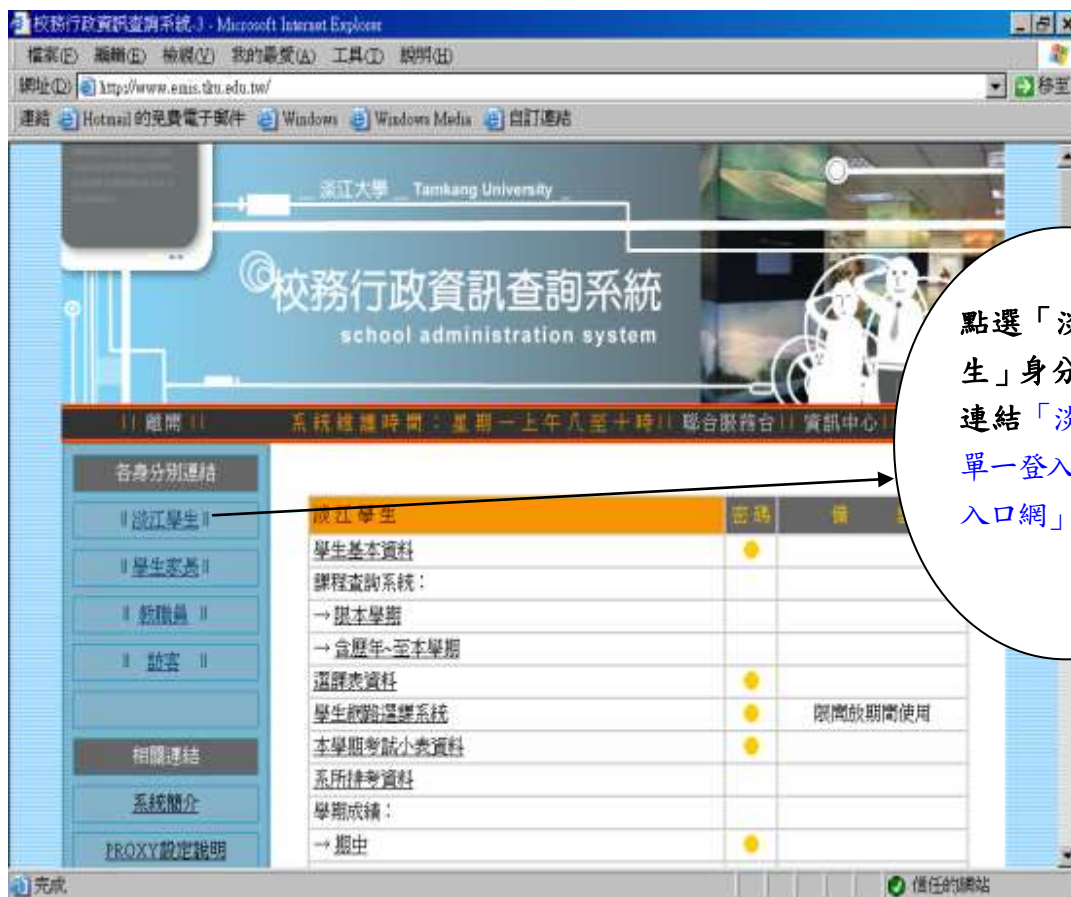 校務行政資訊查詢系統-3 - Microsoft Internet Explorer
檔案(F) 編輯(E) 檢視(V) 我的最愛(A) 工具(T) 說明(H)
網址(D) http://www.emis.tku.edu.tw/ 移至
連結 Hotmail 的免費電子郵件 Windows Windows Media 自訂連結
淡江大學 Tamkang University
校務行政資訊查詢系統
school administration system
|| 離開 || 系統維護時間：星期一上午八至十時|| 聯合服務台 || 資訊中心
各身分別連結
|| 淡江學生 ||
|| 學生家長 ||
|| 教職員 ||
|| 訪客 ||
相關連結
系統簡介
PROXY設定說明
淡江學生 密碼 備
學生基本資料
課程查詢系統：
→ 限本學期
→ 含歷年~至本學期
選課表資料
學生網路選課系統 限開放期間使用
本學期考試小表資料
系所排考資料
學期成績：
→ 期中
點選「淡
生」身分
連結「淡
單一登入
入口網」
完成 信任的網站